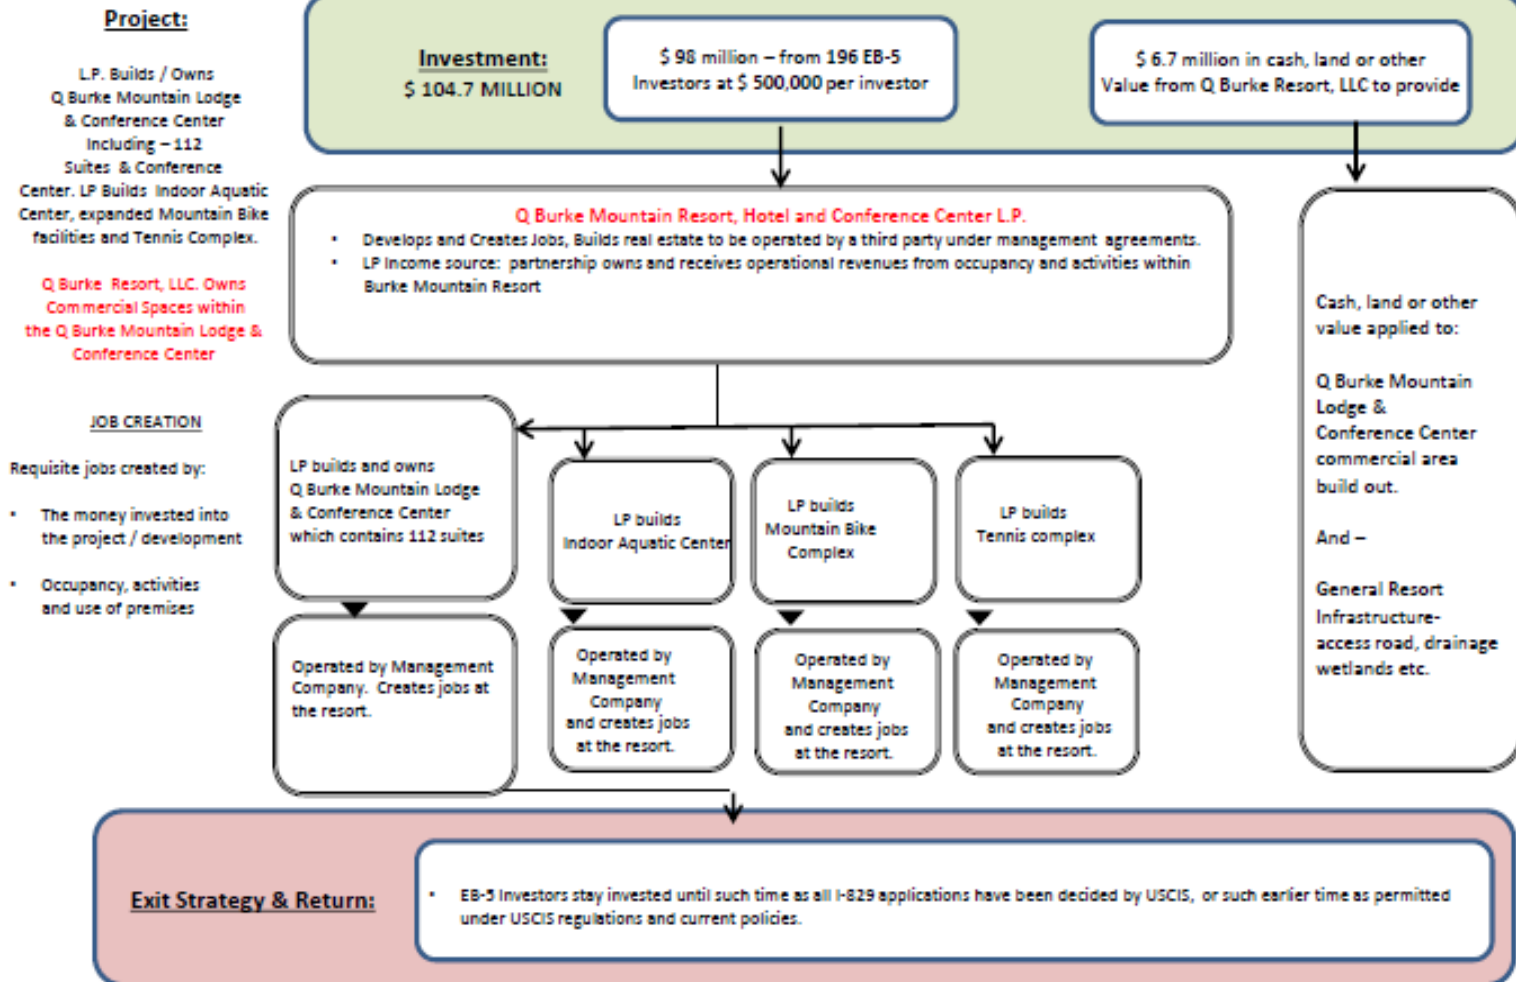 Project:
L.P. Builds / Owns
Q Burke Mountain Lodge
& Conference Center
Including – 112
Suites & Conference
Center. LP Builds Indoor Aquatic
Center, expanded Mountain Bike
facilities and Tennis Complex.
Q Burke Resort, LLC. Owns
Commercial Spaces within
the Q Burke Mountain Lodge &
Conference Center
JOB CREATION
Requisite jobs created by:
• The money invested into
the project / development
• Occupancy, activities
and use of premises
Investment:
$ 104.7 MILLION
$ 98 million – from 196 EB-5
Investors at $ 500,000 per investor
$ 6.7 million in cash, land or other
Value from Q Burke Resort, LLC to provide
Q Burke Mountain Resort, Hotel and Conference Center L.P.
• Develops and Creates Jobs, Builds real estate to be operated by a third party under management agreements.
• LP Income source: partnership owns and receives operational revenues from occupancy and activities within
Burke Mountain Resort
LP builds and owns
Q Burke Mountain Lodge
& Conference Center
which contains 112 suites
LP builds
Indoor Aquatic Center
LP builds
Mountain Bike
Complex
LP builds
Tennis complex
Operated by Management
Company. Creates jobs at
the resort.
Operated by
Management
Company
and creates jobs
at the resort.
Operated by
Management
Company
and creates jobs
at the resort.
Operated by
Management
Company
and creates jobs
at the resort.
Cash, land or other
value applied to:
Q Burke Mountain
Lodge &
Conference Center
commercial area
build out.
And –
General Resort
Infrastructure-
access road, drainage
wetlands etc.
Exit Strategy & Return:
• EB-5 Investors stay invested until such time as all I-829 applications have been decided by USCIS, or such earlier time as permitted
under USCIS regulations and current policies.